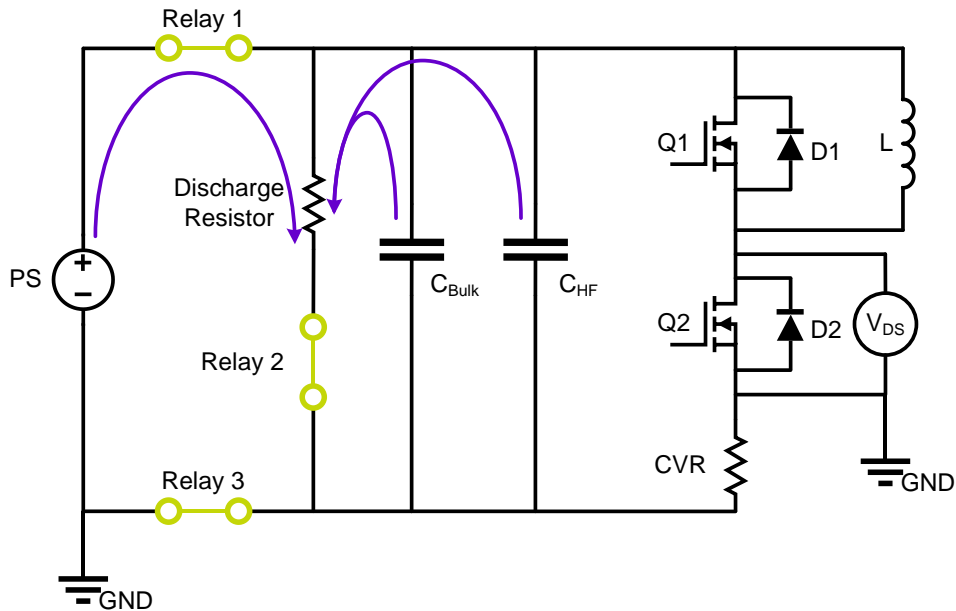 Relay 1
Q1
D1
L
Discharge
Resistor
PS
+
−
C_Bulk
C_HF
Q2
D2
V_DS
Relay 2
CVR
Relay 3
GND
GND